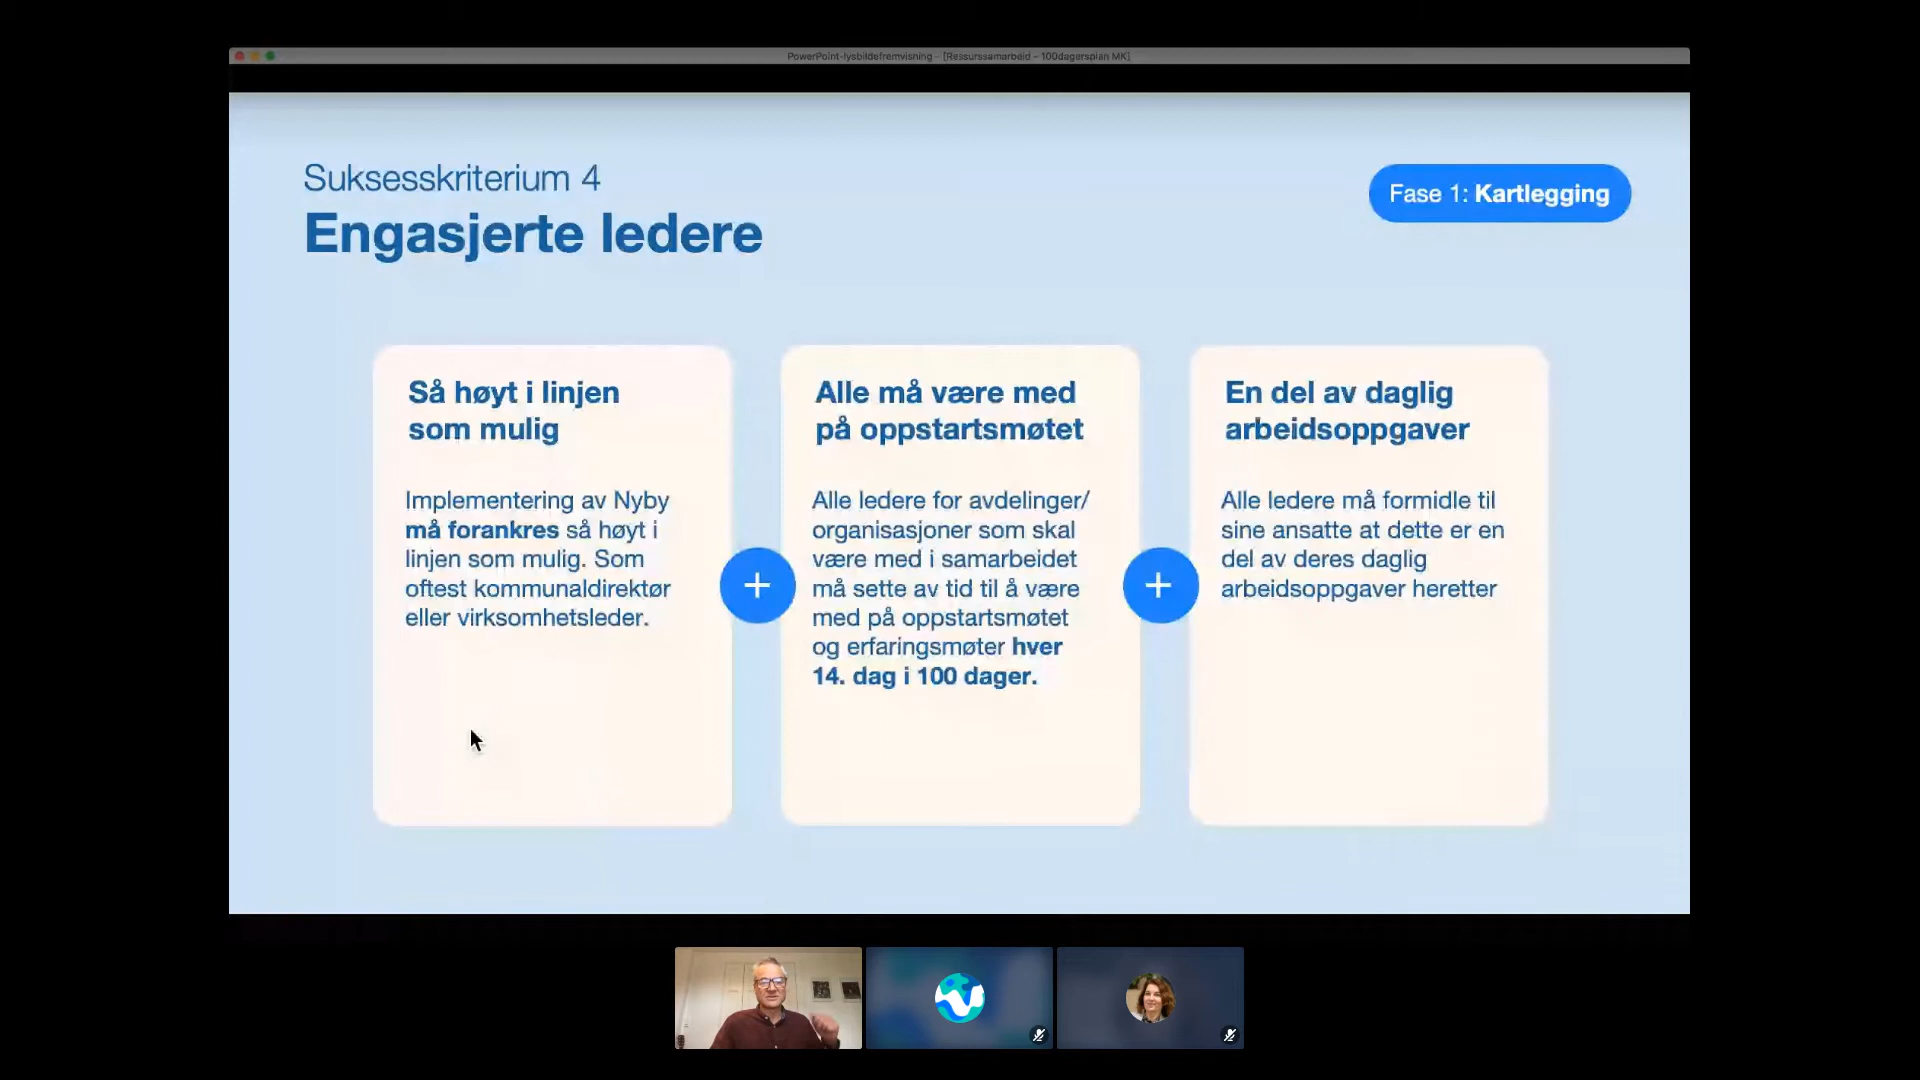 PowerPoint-lysbildefremvisning - [Ressurssamarbeid - 100dagersplan MK]
Suksesskriterium 4
Engasjerte ledere
Fase 1: Kartlegging
Så høyt i linjen
som mulig
Implementering av Nyby
må forankres så høyt i
linjen som mulig. Som
oftest kommunaldirektør
eller virksomhetsleder.
+
Alle må være med
på oppstartsmøtet
Alle ledere for avdelinger/
organisasjoner som skal
være med i samarbeidet
må sette av tid til å være
med på oppstartsmøtet
og erfaringsmøter hver
14. dag i 100 dager.
+
En del av daglig
arbeidsoppgaver
Alle ledere må formidle til
sine ansatte at dette er en
del av deres daglig
arbeidsoppgaver heretter